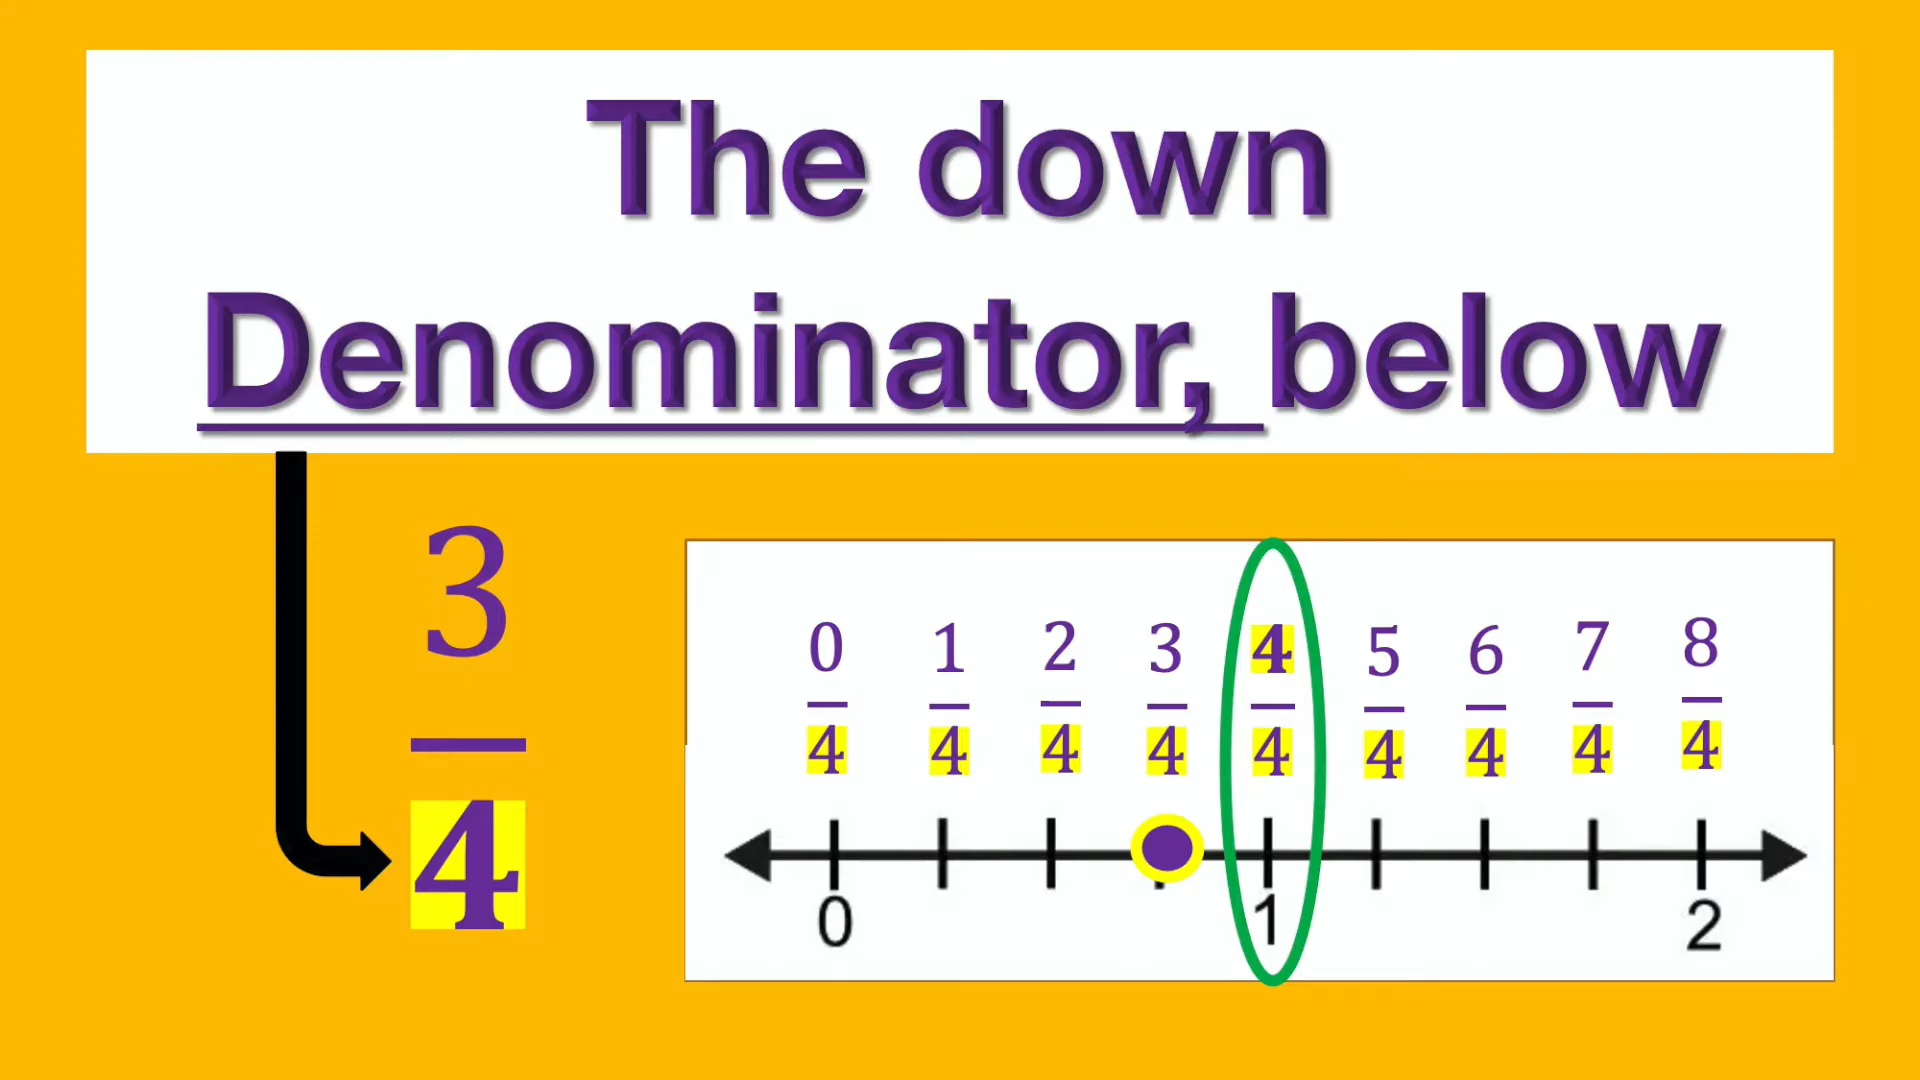 The down
Denominator, below
3
4
0 1 2 3 4 5 6 7 8
4 4 4 4 4 4 4 4 4
0 1 2